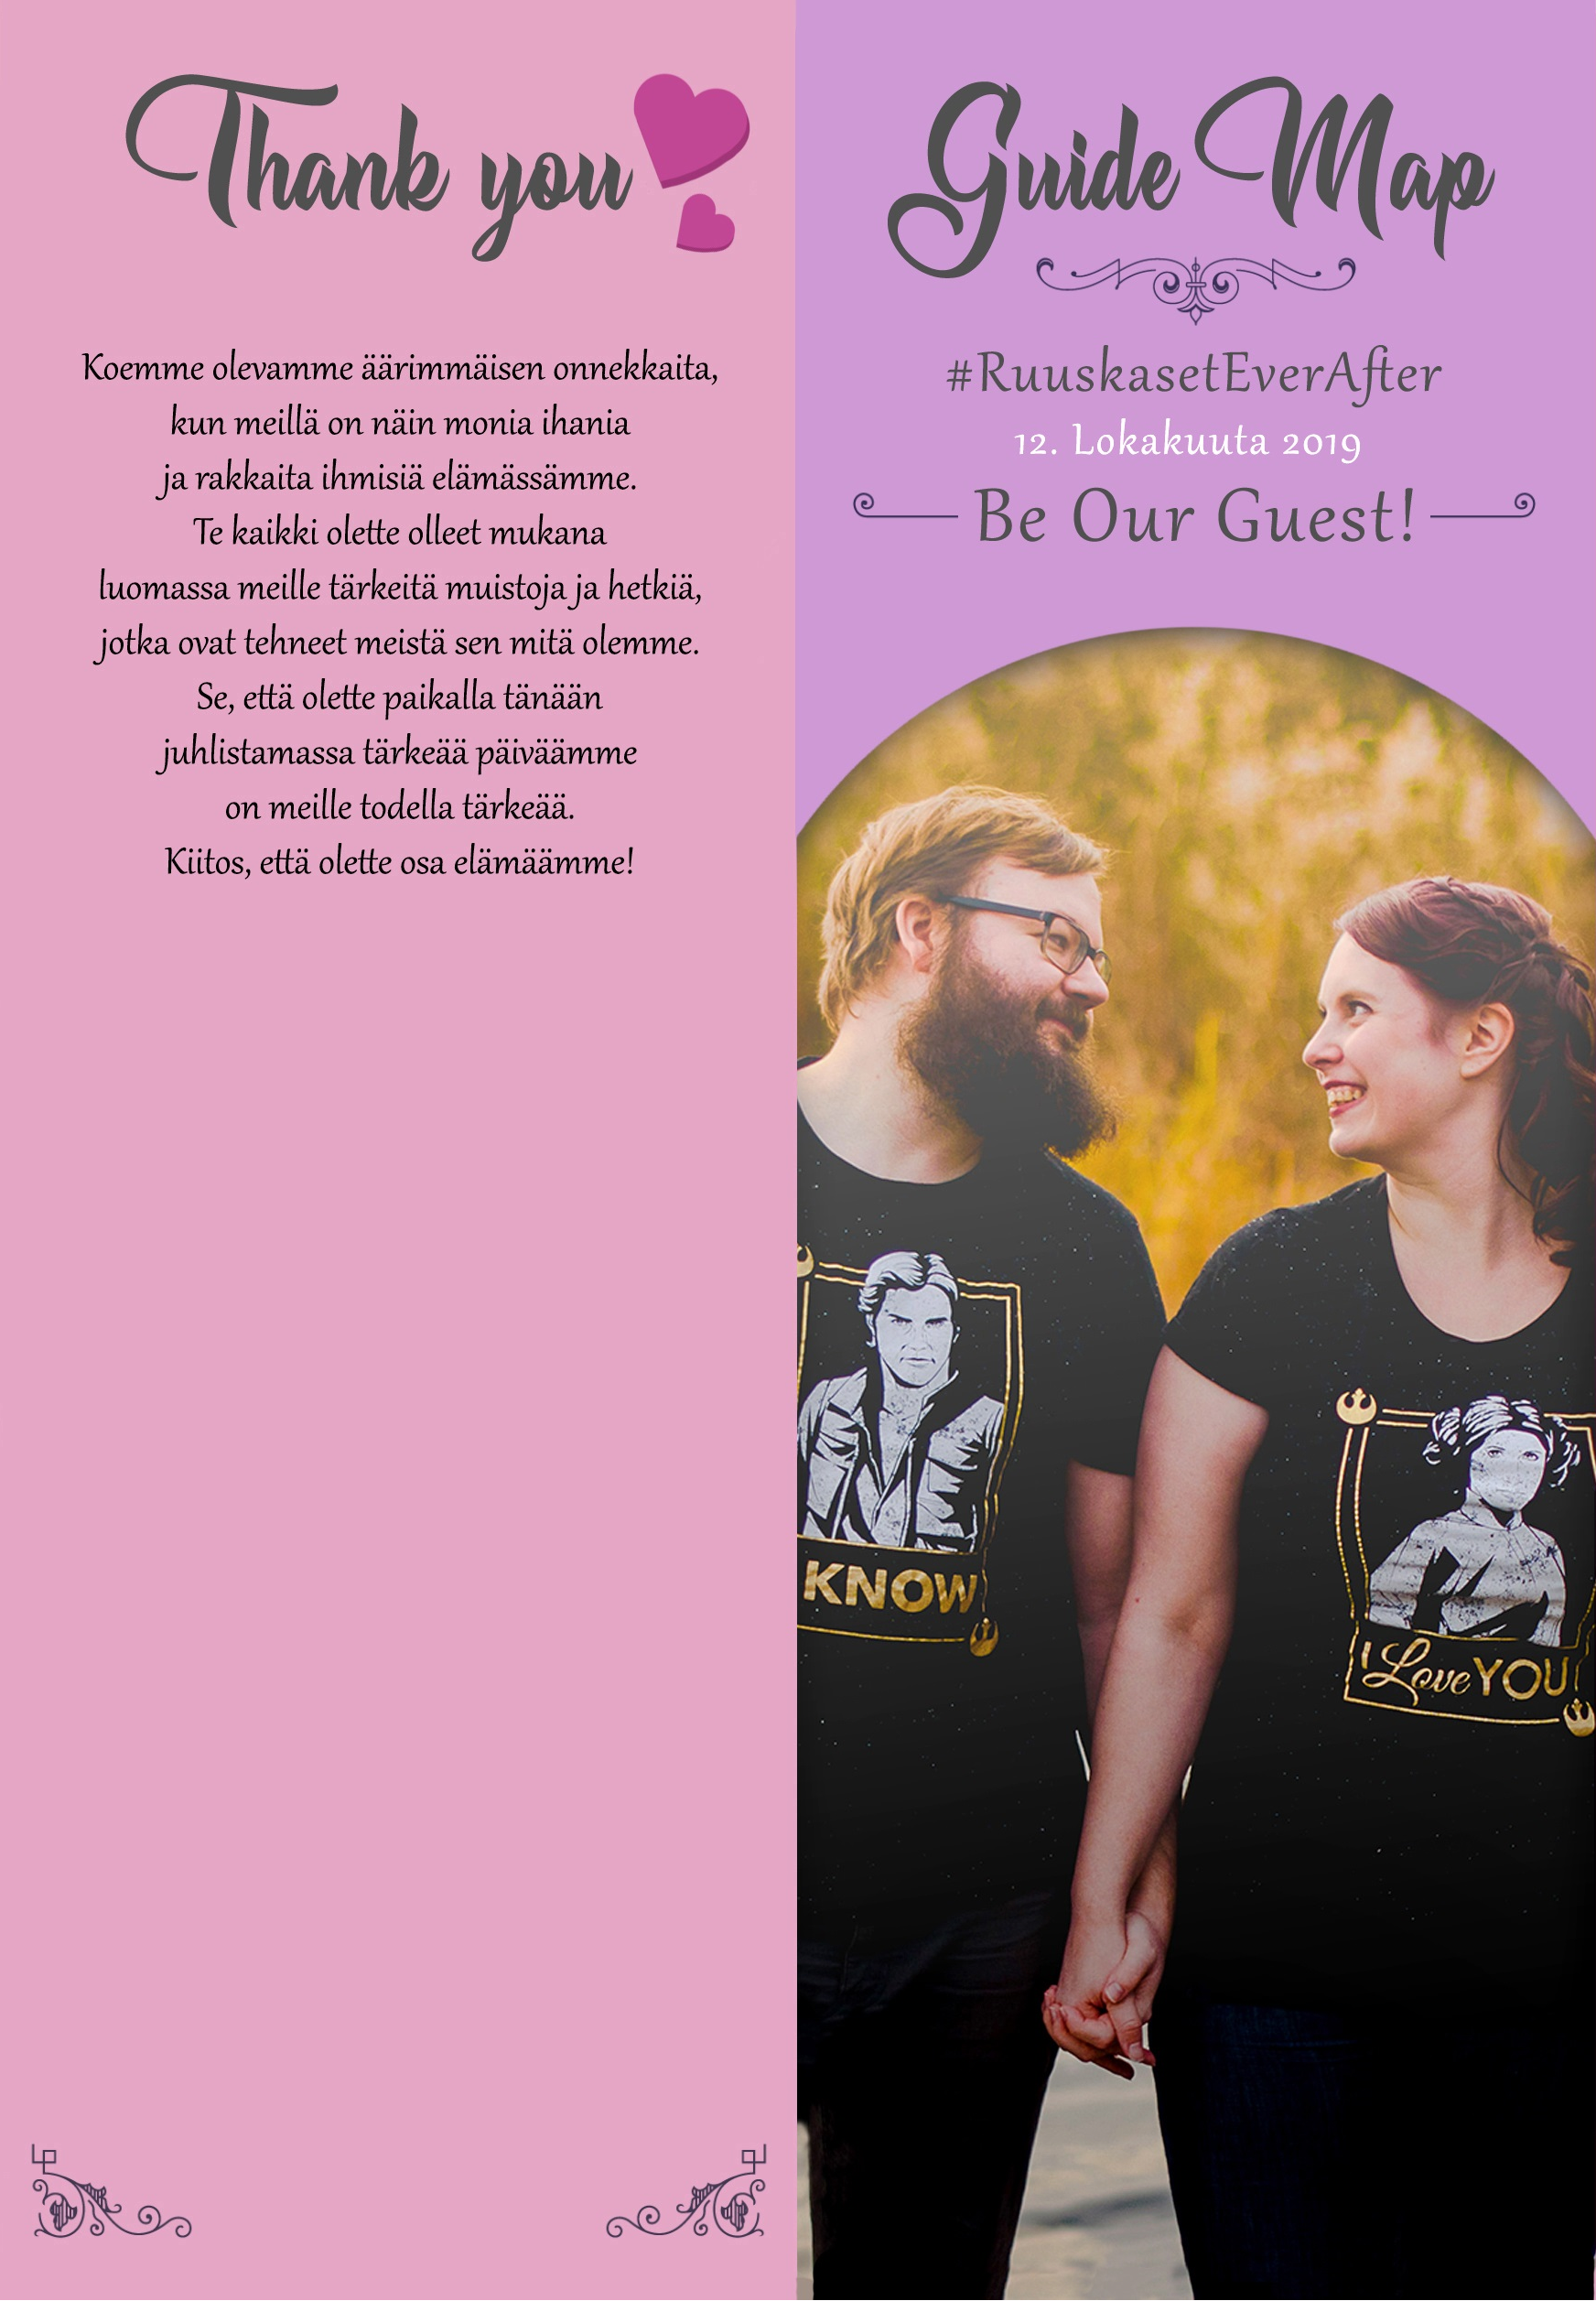 Thank you
Koemme olevamme äärimmäisen onnekkaita,
kun meillä on näin monia ihania
ja rakkaita ihmisiä elämässämme.
Te kaikki olette olleet mukana
luomassa meille tärkeitä muistoja ja hetkiä,
jotka ovat tehneet meistä sen mitä olemme.
Se, että olette paikalla tänään
juhlistamassa tärkeää päiväämme
on meille todella tärkeää.
Kiitos, että olette osa elämäämme!
Guide Map
#RuuskasetEverAfter
12. Lokakuuta 2019
Be Our Guest!
KNOW
I Love YOU